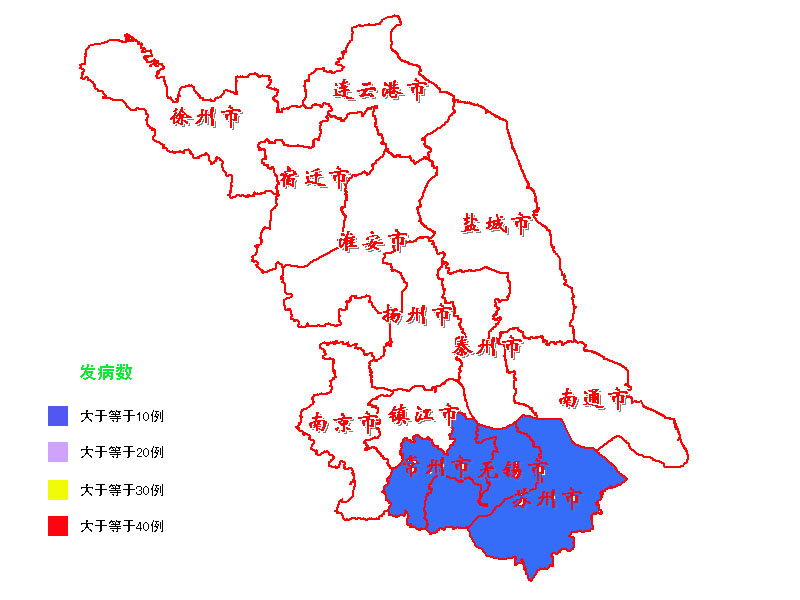 连云港市
徐州市
宿迁市
盐城市
淮安市
扬州市
泰州市
发病数
南通市
大于等于10例
南京市
镇江市
大于等于20例
常州市
无锡市
大于等于30例
苏州市
大于等于40例